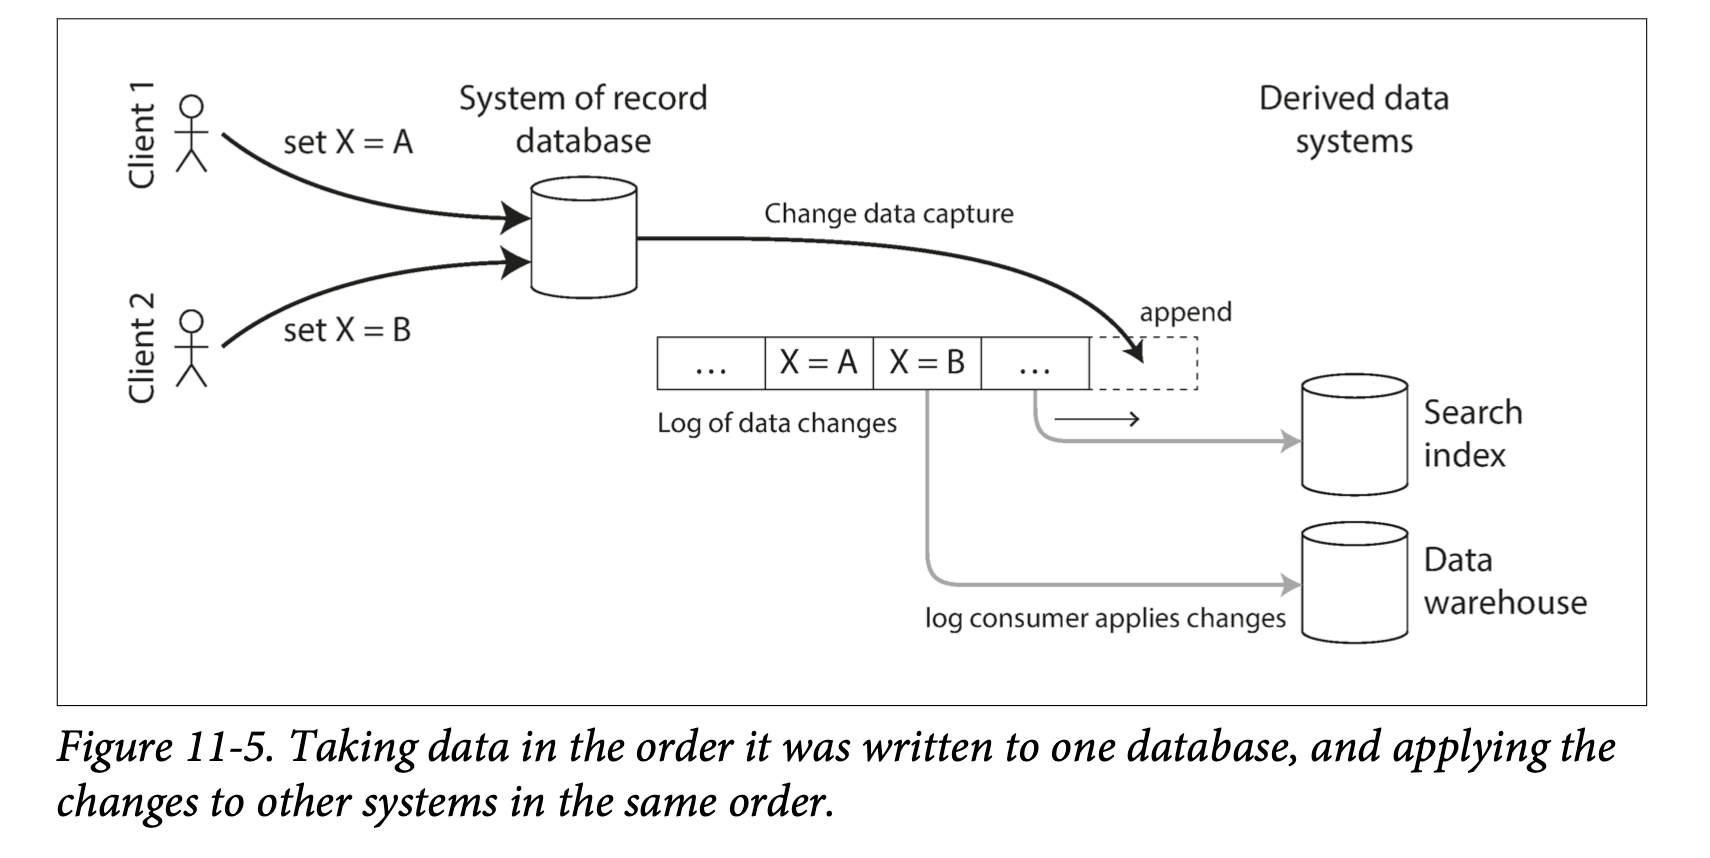 Client 1
set X = A
System of record
database
Derived data
systems
Change data capture
Client 2
set X = B
append
...
X = A
X = B
...
Log of data changes
Search
index
Data
warehouse
log consumer applies changes
Figure 11-5. Taking data in the order it was written to one database, and applying the
changes to other systems in the same order.